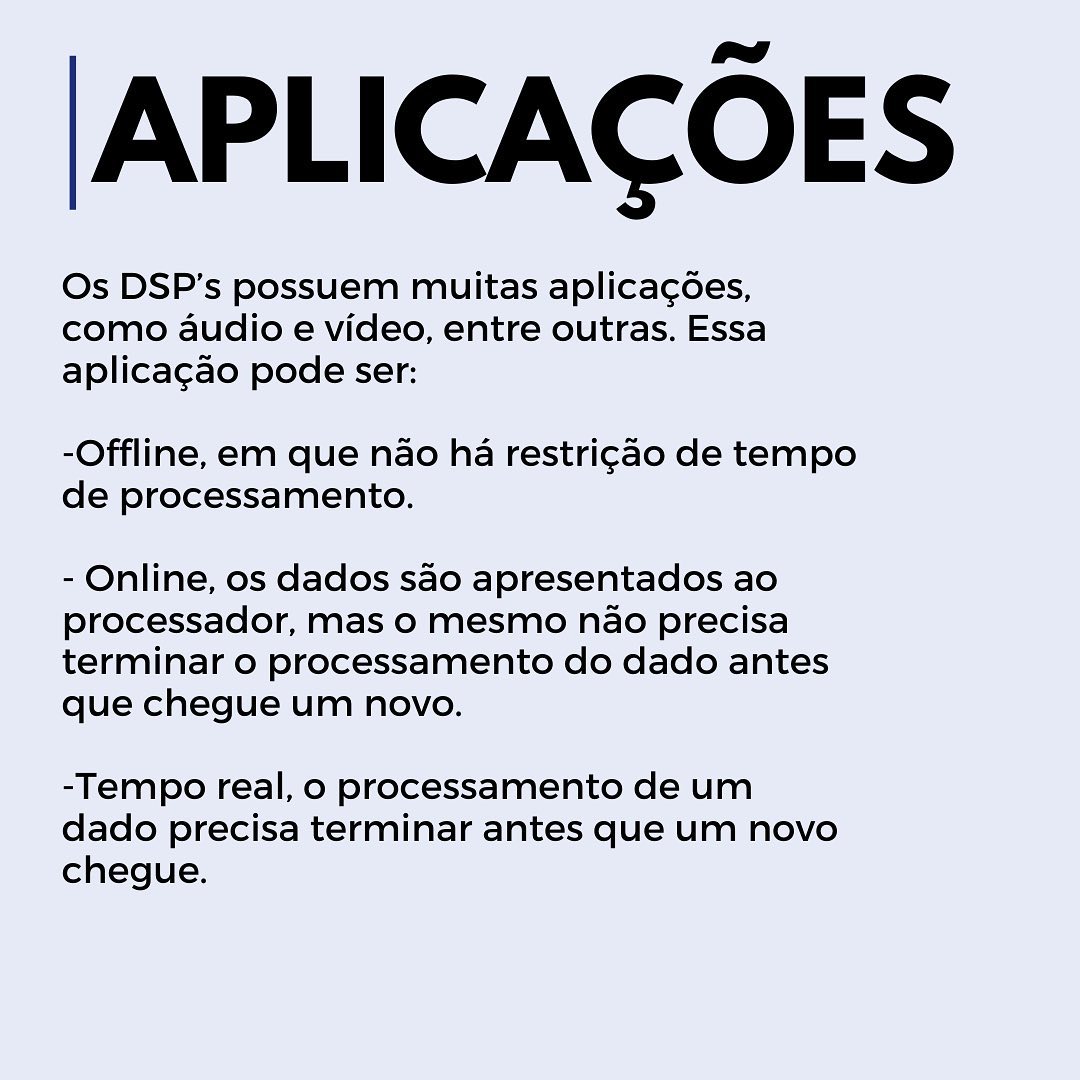 APLICAÇÕES
Os DSP’s possuem muitas aplicações,
como áudio e vídeo, entre outras. Essa
aplicação pode ser:
-Offline, em que não há restrição de tempo
de processamento.
- Online, os dados são apresentados ao
processador, mas o mesmo não precisa
terminar o processamento do dado antes
que chegue um novo.
-Tempo real, o processamento de um
dado precisa terminar antes que um novo
chegue.